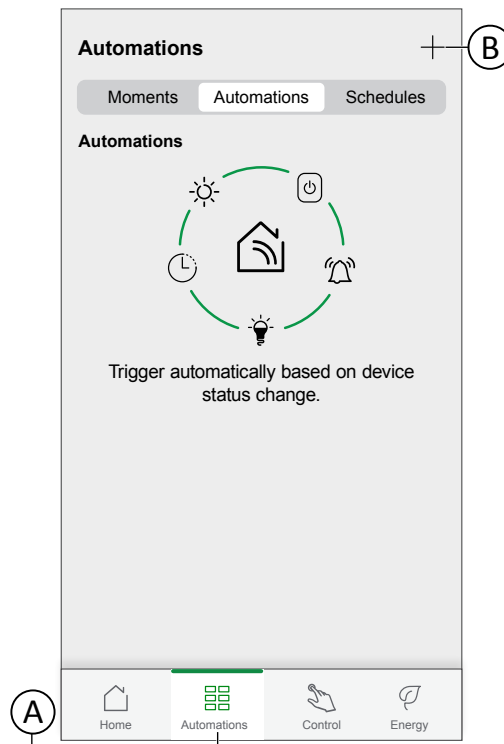 Automations
B
Moments Automations Schedules
Automations
Trigger automatically based on device
status change.
A
Home Automations Control Energy